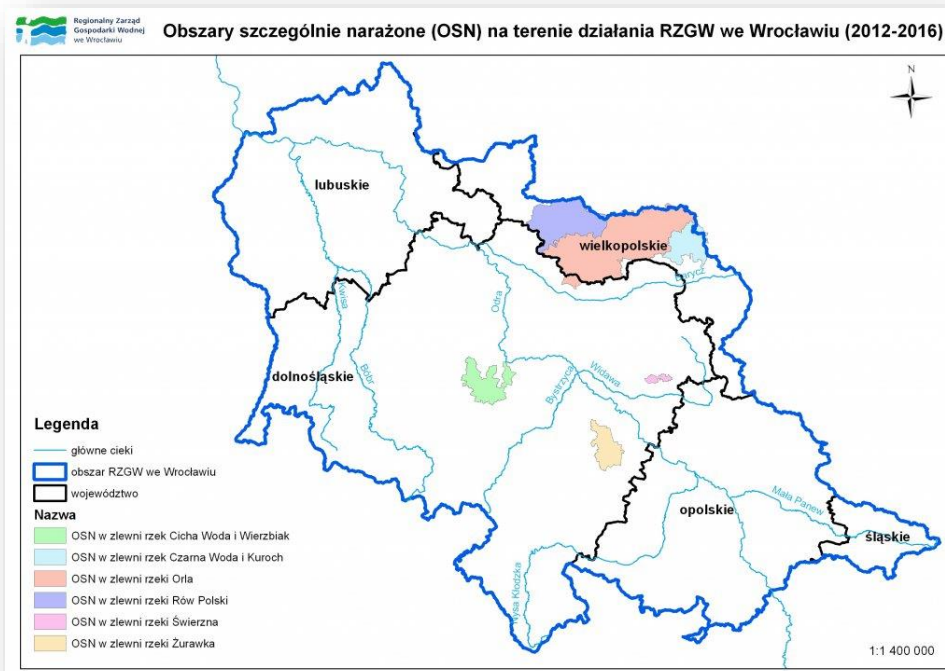 Regionalny Zarząd
Gospodarki Wodnej
we Wrocławiu
Obszary szczególnie narażone (OSN) na terenie działania RZGW we Wrocławiu (2012-2016)
N
lubuskie
wielkopolskie
Barycz
Kwisa
Odra
dolnośląskie
Bóbr
Bystrzyca
Widawa
Mała Panew
opolskie
śląskie
Nysa Kłodzka
Legenda
główne cieki
obszar RZGW we Wrocławiu
województwo
Nazwa
OSN w zlewni rzek Cicha Woda i Wierzbiak
OSN w zlewni rzek Czarna Woda i Kuroch
OSN w zlewni rzeki Orla
OSN w zlewni rzeki Rów Polski
OSN w zlewni rzeki Świerzna
OSN w zlewni rzeki Żurawka
1:1 400 000